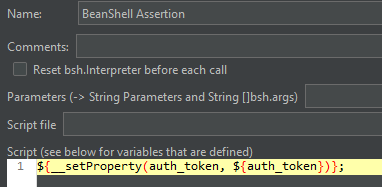 Name: BeanShell Assertion
Comments:
Reset bsh.Interpreter before each call
Parameters (-> String Parameters and String []bsh.args)
Script file
Script (see below for variables that are defined)
1 ${__setProperty(auth_token, ${auth_token})};